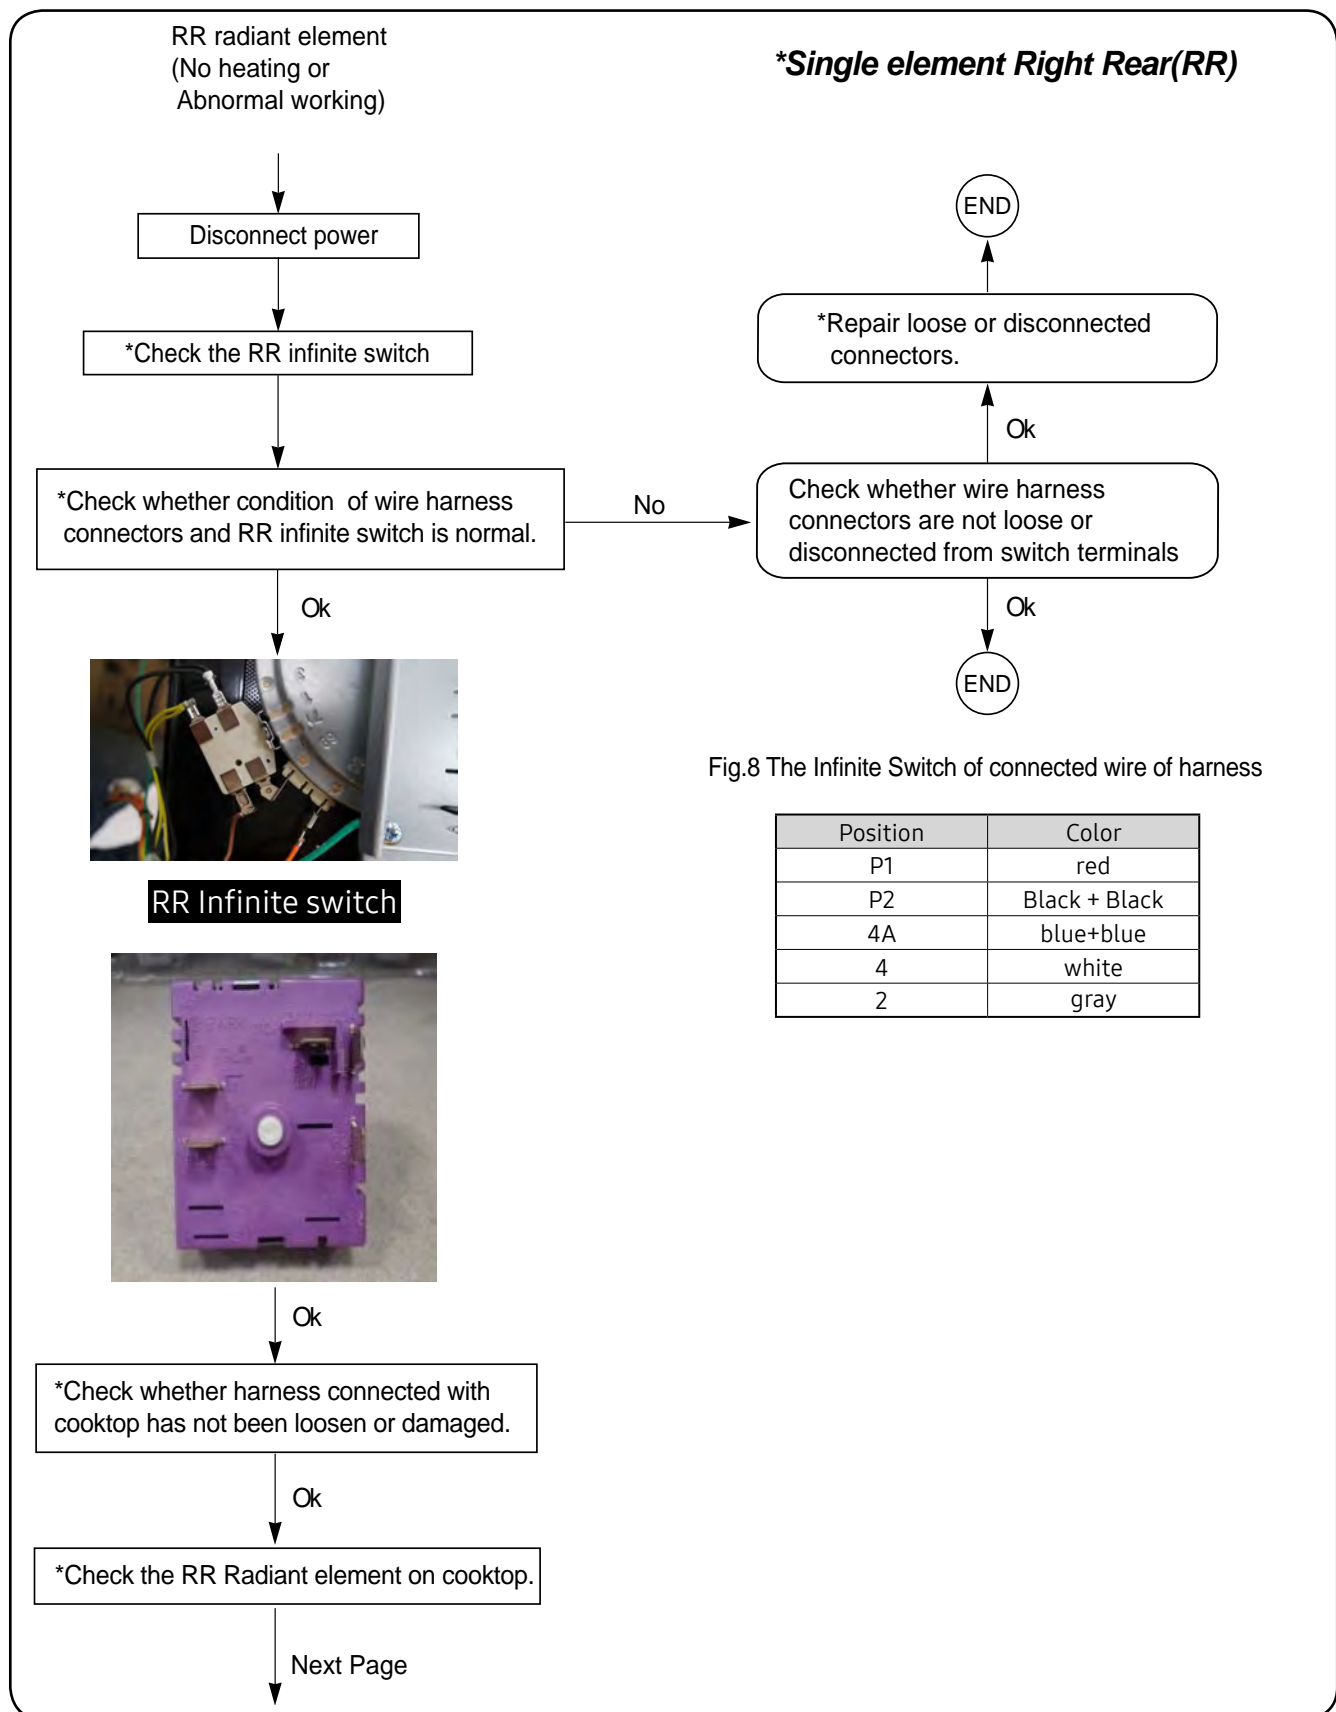 RR radiant element
(No heating or
Abnormal working)
*Single element Right Rear(RR)
Disconnect power
*Check the RR infinite switch
*Check whether condition  of wire harness
connectors and RR infinite switch is normal.
No
Ok
END
*Repair loose or disconnected
connectors.
Ok
Check whether wire harness
connectors are not loose or
disconnected from switch terminals
Ok
END
RR Infinite switch
Fig.8 The Infinite Switch of connected wire of harness
Position Color
P1 red
P2 Black + Black
4A blue+blue
4 white
2 gray
Ok
*Check whether harness connected with
cooktop has not been loosen or damaged.
Ok
*Check the RR Radiant element on cooktop.
Next Page